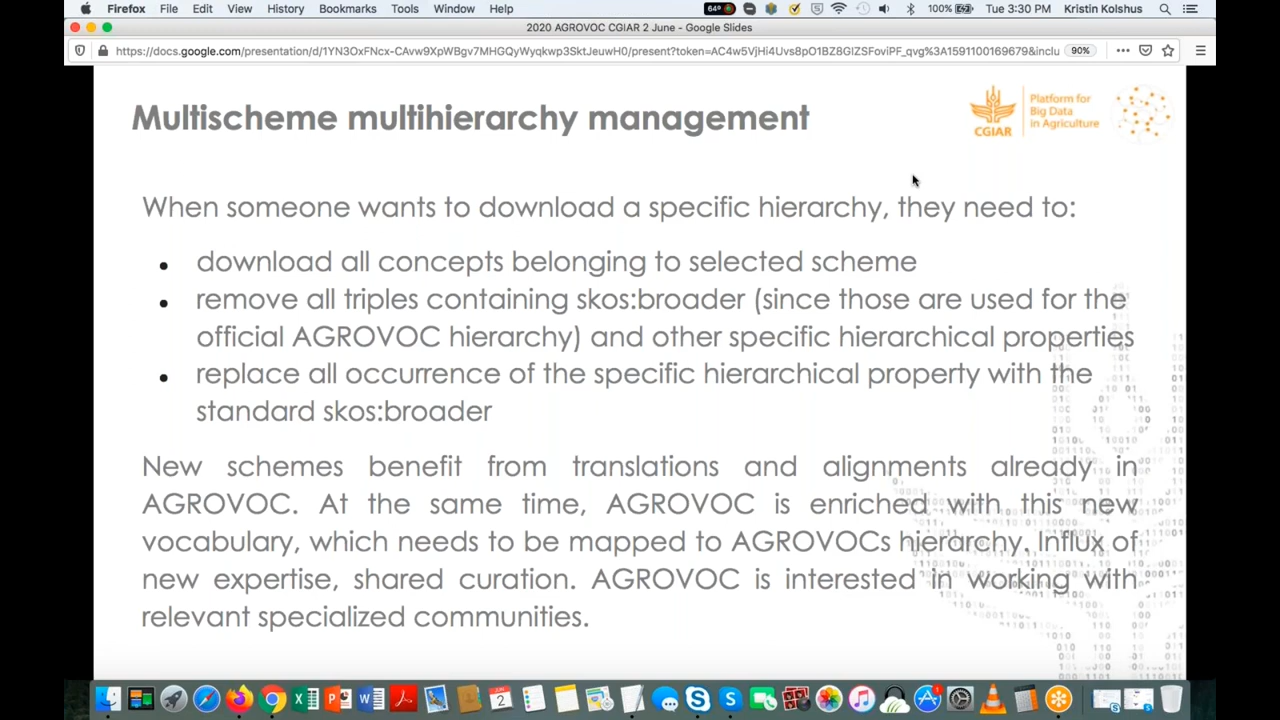 Firefox File Edit View History Bookmarks Tools Window Help 64° 100% Tue 3:30 PM Kristin Kolshus
2020 AGROVOC CGIAR 2 June - Google Slides
https://docs.google.com/presentation/d/1YN3OxFNcx-CAvw9XpWBgv7MHGQyWyqkwp3SktJeuwH0/present?token=AC4w5VjHi4Uvs8pO1BZ8GIZSFoviPF_qvg%3A1591100169679&inclu 90%
Multischeme multihierarchy management
CGIAR
Platform for
Big Data
in Agriculture
When someone wants to download a specific hierarchy, they need to:
• download all concepts belonging to selected scheme
• remove all triples containing skos:broader (since those are used for the
official AGROVOC hierarchy) and other specific hierarchical properties
• replace all occurrence of the specific hierarchical property with the
standard skos:broader
New schemes benefit from translations and alignments already in
AGROVOC. At the same time, AGROVOC is enriched with this new
vocabulary, which needs to be mapped to AGROVOCs hierarchy. Influx of
new expertise, shared curation. AGROVOC is interested in working with
relevant specialized communities.